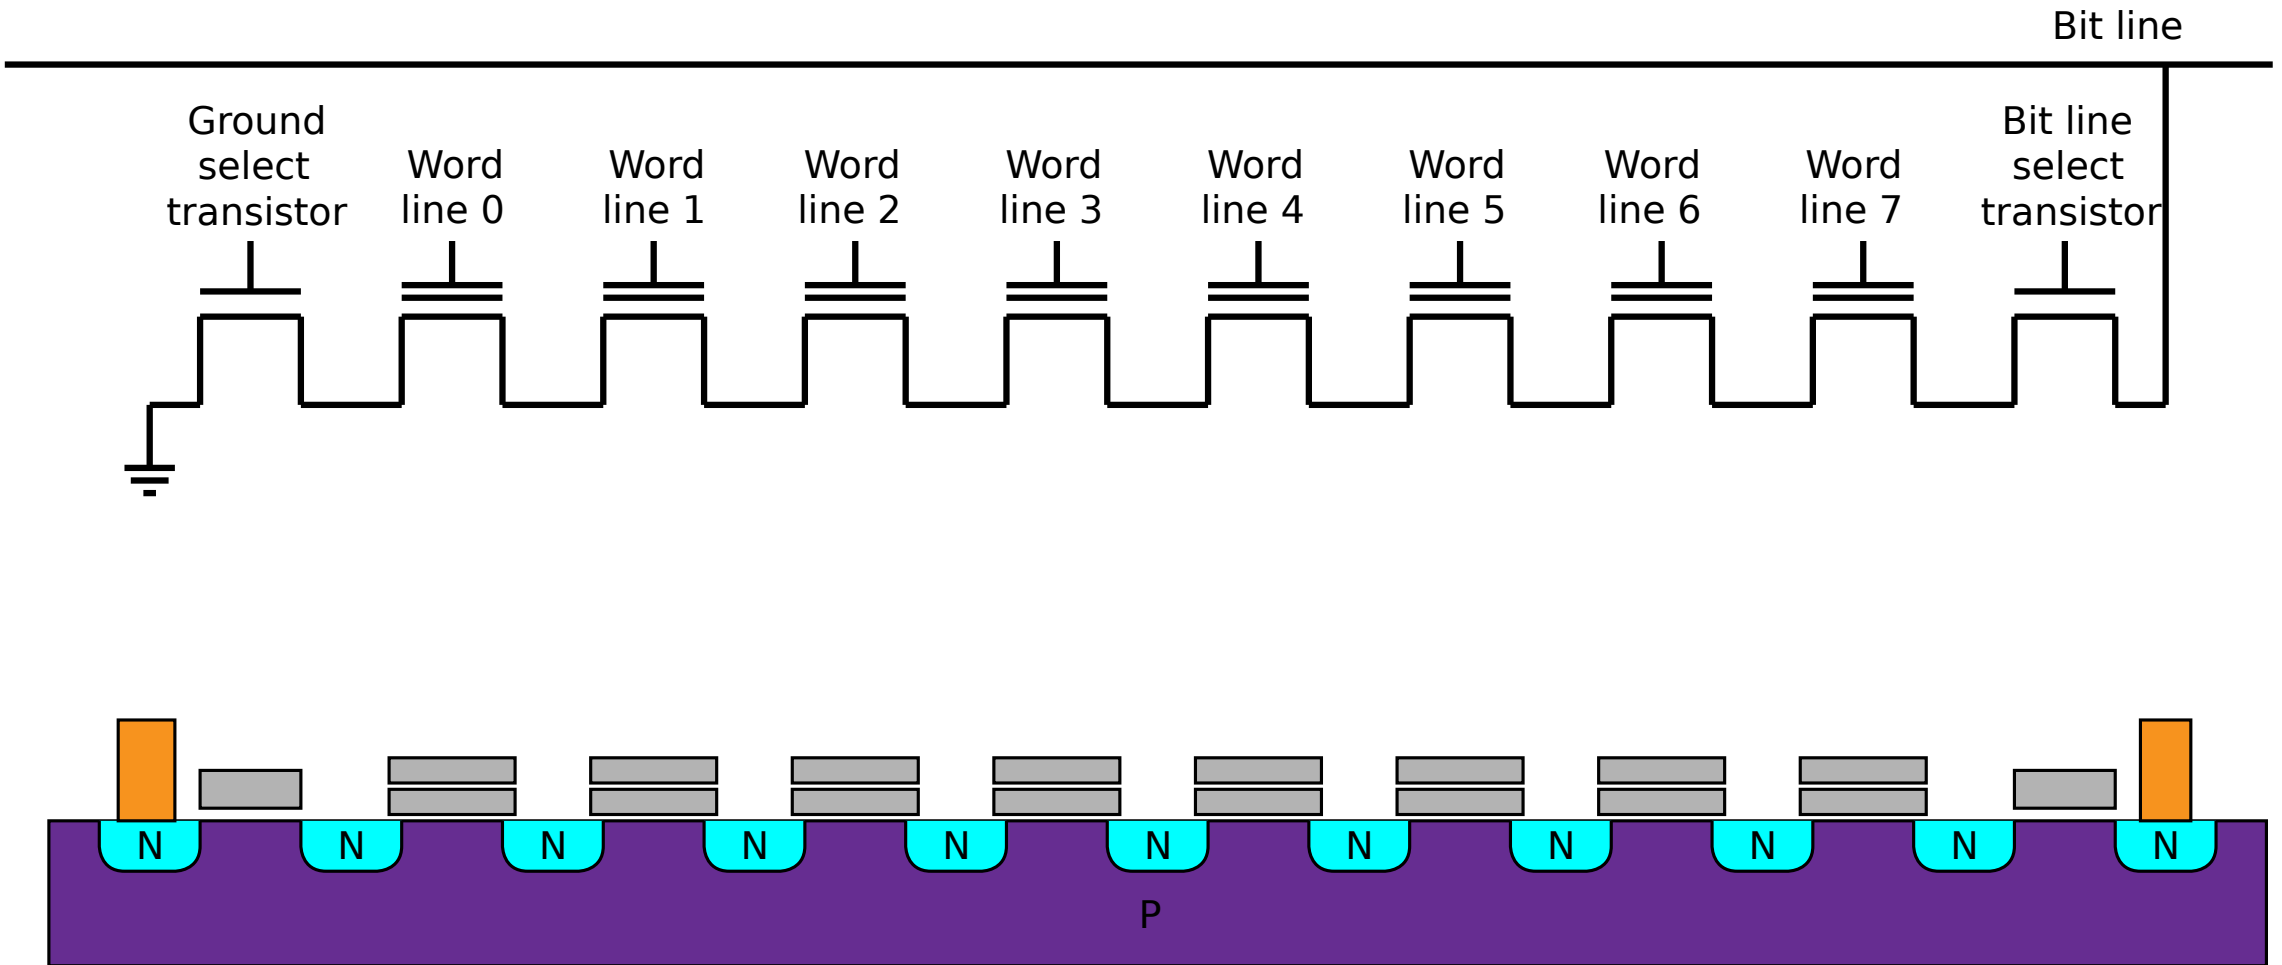 Bit line
Ground
select
transistor
Word
line 0
Word
line 1
Word
line 2
Word
line 3
Word
line 4
Word
line 5
Word
line 6
Word
line 7
Bit line
select
transistor
N
N
N
N
N
N
N
N
N
N
N
P